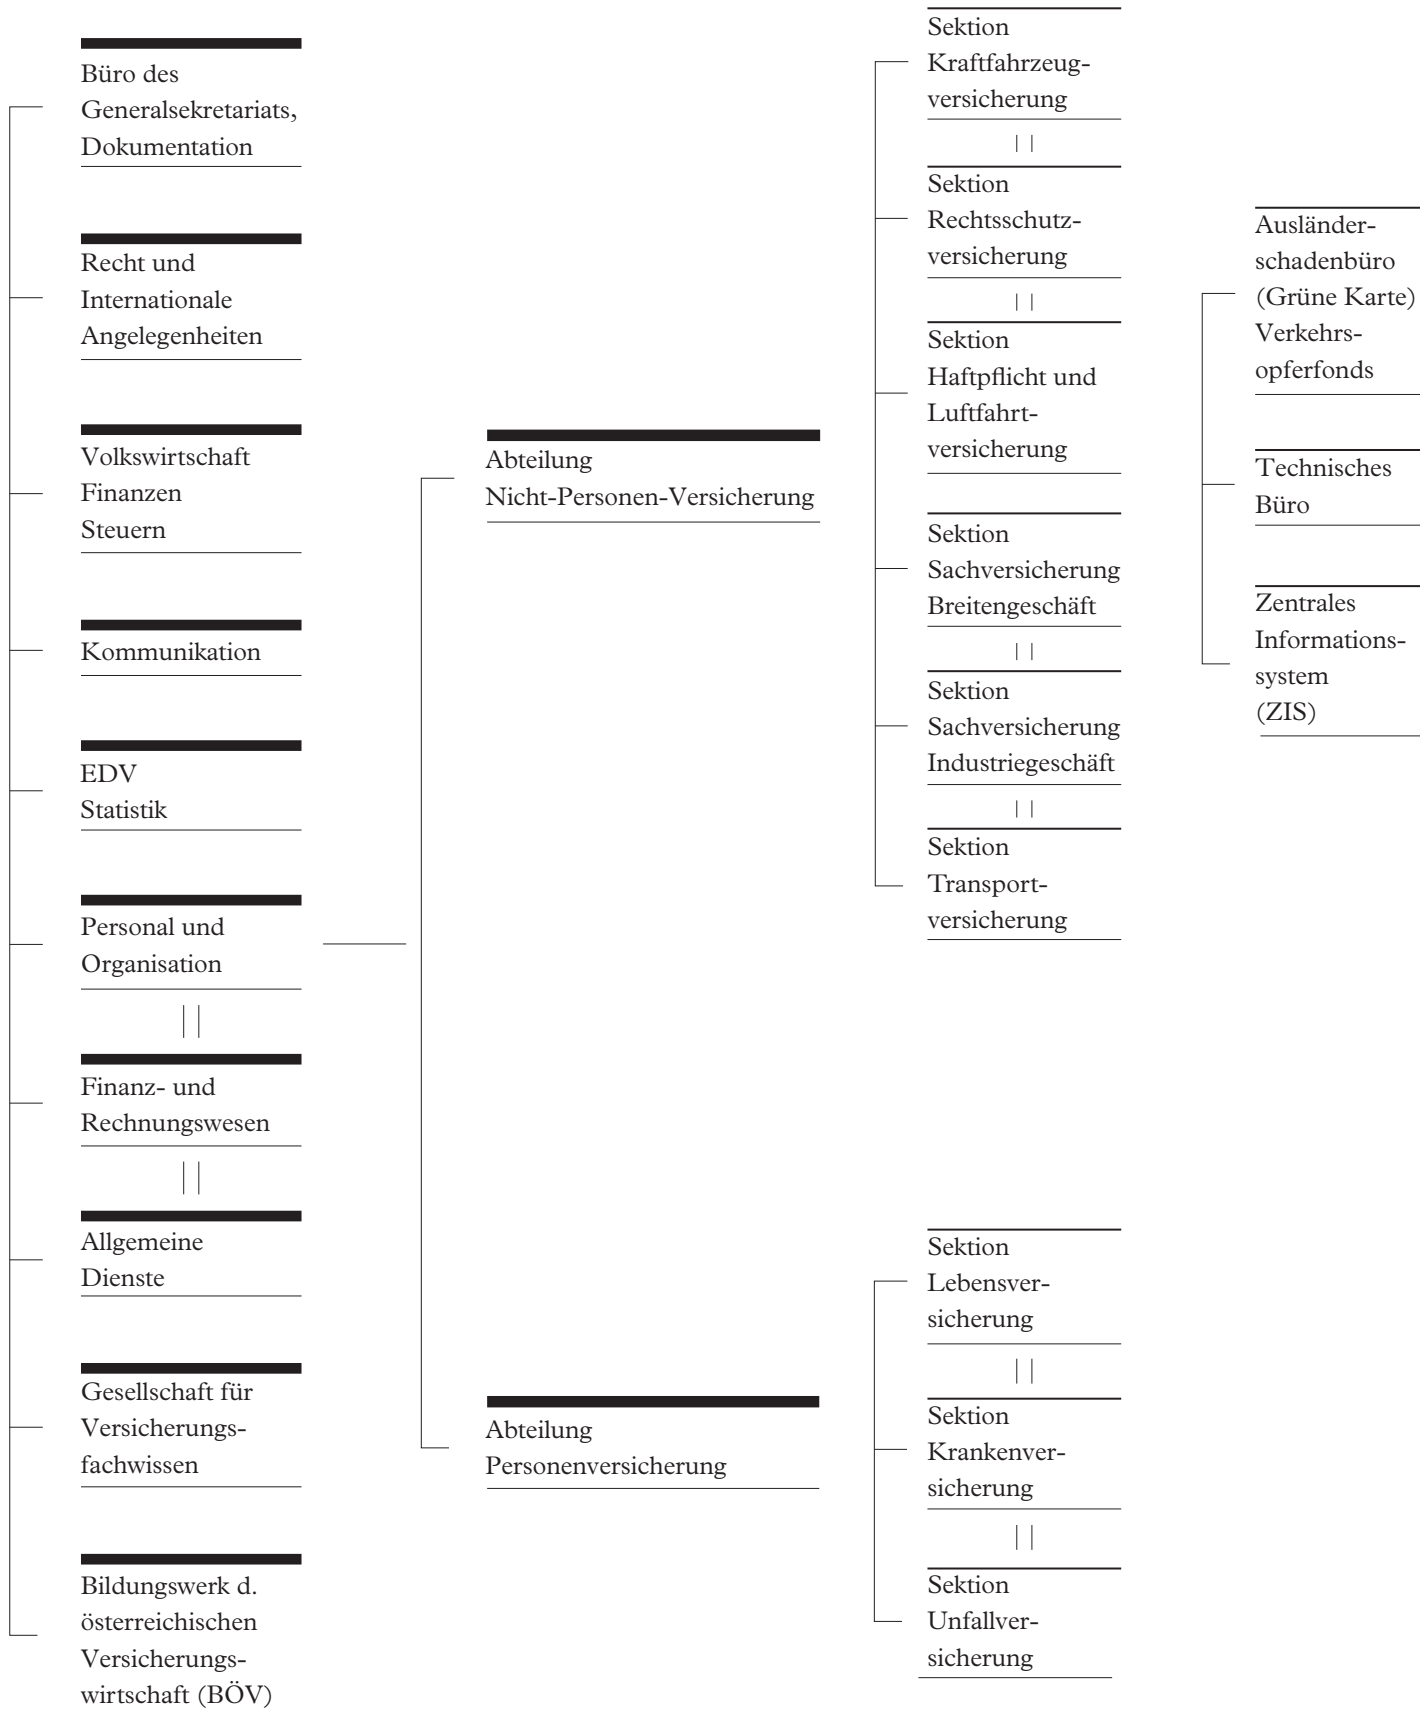 Büro des
Generalsekretariats,
Dokumentation
Recht und
Internationale
Angelegenheiten
Volkswirtschaft
Finanzen
Steuern
Kommunikation
EDV
Statistik
Personal und
Organisation
Finanz- und
Rechnungswesen
Allgemeine
Dienste
Gesellschaft für
Versicherungs-
fachwissen
Bildungswerk d.
österreichischen
Versicherungs-
wirtschaft (BÖV)
Abteilung
Nicht-Personen-Versicherung
Abteilung
Personenversicherung
Sektion
Kraftfahrzeug-
versicherung
Sektion
Rechtsschutz-
versicherung
Sektion
Haftpflicht und
Luftfahrt-
versicherung
Sektion
Sachversicherung
Breitengeschäft
Sektion
Sachversicherung
Industriegeschäft
Sektion
Transport-
versicherung
Sektion
Lebensver-
sicherung
Sektion
Krankenver-
sicherung
Sektion
Unfallver-
sicherung
Ausländer-
schadenbüro
(Grüne Karte)
Verkehrs-
opferfonds
Technisches
Büro
Zentrales
Informations-
system
(ZIS)